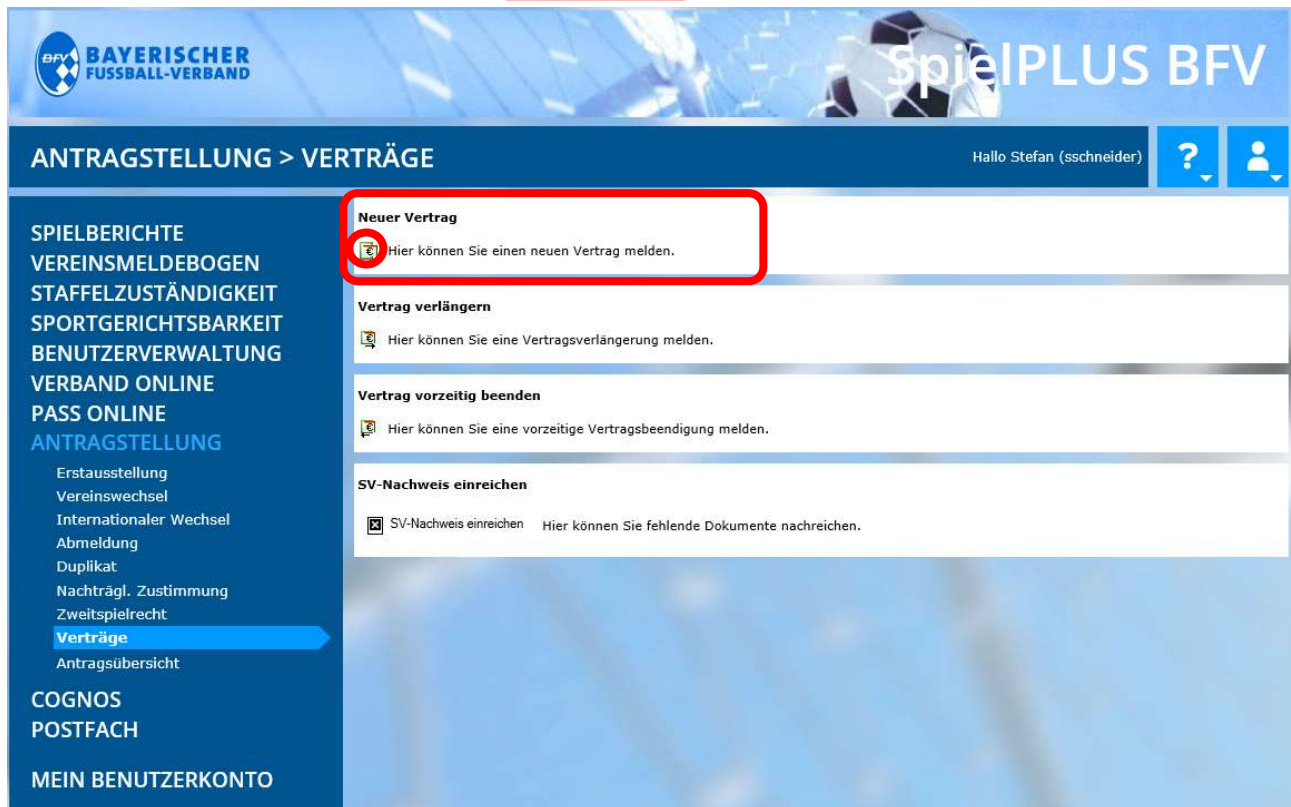 BFV
BAYERISCHER
FUSSBALL-VERBAND
SpielPLUS BFV
ANTRAGSTELLUNG > VERTRÄGE
Hallo Stefan (sschneider)
?
SPIELBERICHTE
VEREINSMELDEBOGEN
STAFFELZUSTÄNDIGKEIT
SPORTGERICHTSBARKEIT
BENUTZERVERWALTUNG
VERBAND ONLINE
PASS ONLINE
ANTRAGSTELLUNG
Erstausstellung
Vereinswechsel
Internationaler Wechsel
Abmeldung
Duplikat
Nachträgl. Zustimmung
Zweitspielrecht
Verträge
Antragsübersicht
COGNOS
POSTFACH
MEIN BENUTZERKONTO
Neuer Vertrag
€ Hier können Sie einen neuen Vertrag melden.
Vertrag verlängern
€ Hier können Sie eine Vertragsverlängerung melden.
Vertrag vorzeitig beenden
€ Hier können Sie eine vorzeitige Vertragsbeendigung melden.
SV-Nachweis einreichen
SV-Nachweis einreichen Hier können Sie fehlende Dokumente nachreichen.